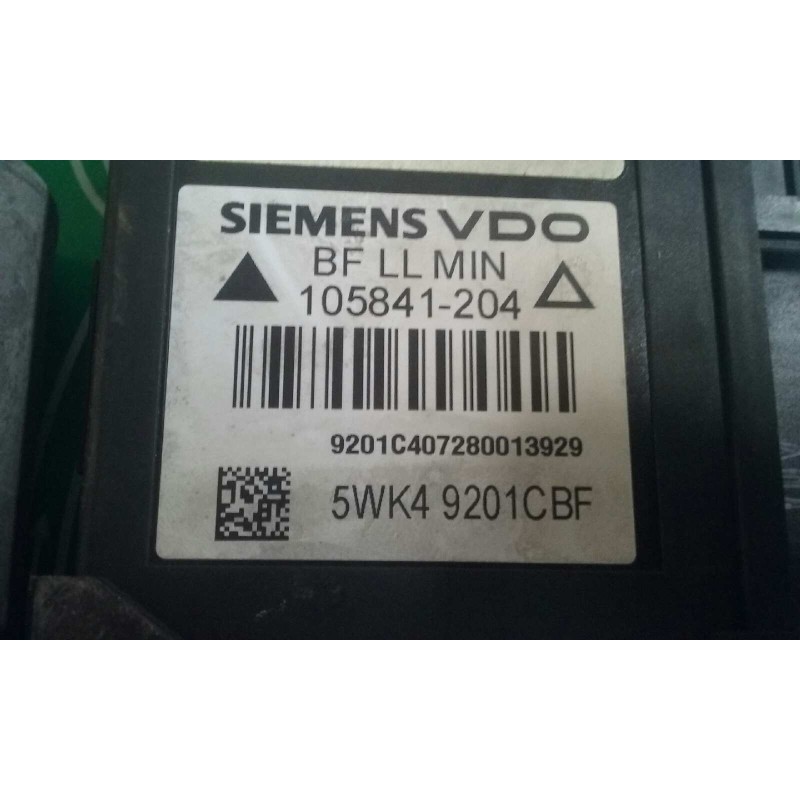 SIEMENS VDO
BF LL MIN
105841-204
9201C407280013929
5WK4 9201CBF